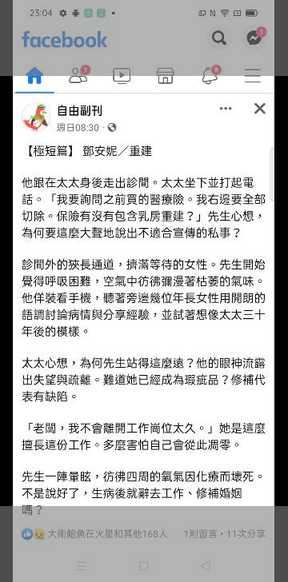 23:04
facebook
自由副刊
週日08:30
【極短篇】 鄧安妮／重建
他跟在太太身後走出診間。太太坐下並打起電
話。「我要詢問之前買的醫療險。我右邊要全部
切除。保險有沒有包含乳房重建？」先生心想，
為何要這麼大聲地說出不適合宣傳的私事？
診間外的狹長通道，擠滿等待的女性。先生開始
覺得呼吸困難，空氣中彷彿彌漫著枯萎的氣味。
他佯裝看手機，聽著旁邊幾位年長女性用開朗的
語調討論病情與分享經驗，並試著想像太太三十
年後的模樣。
太太心想，為何先生站得這麼遠？他的眼神流露
出失望與疏離。難道她已經成為瑕疵品？修補代
表有缺陷。
「老闆，我不會離開工作崗位太久。」她是這麼
擅長這份工作。多麼害怕自己會從此凋零。
先生一陣暈眩，彷彿四周的氧氣因化療而壞死。
不是說好了，生病後就辭去工作、修補婚姻
嗎？
大衛鮑魚在火星和其他168人 1則留言・11次分享